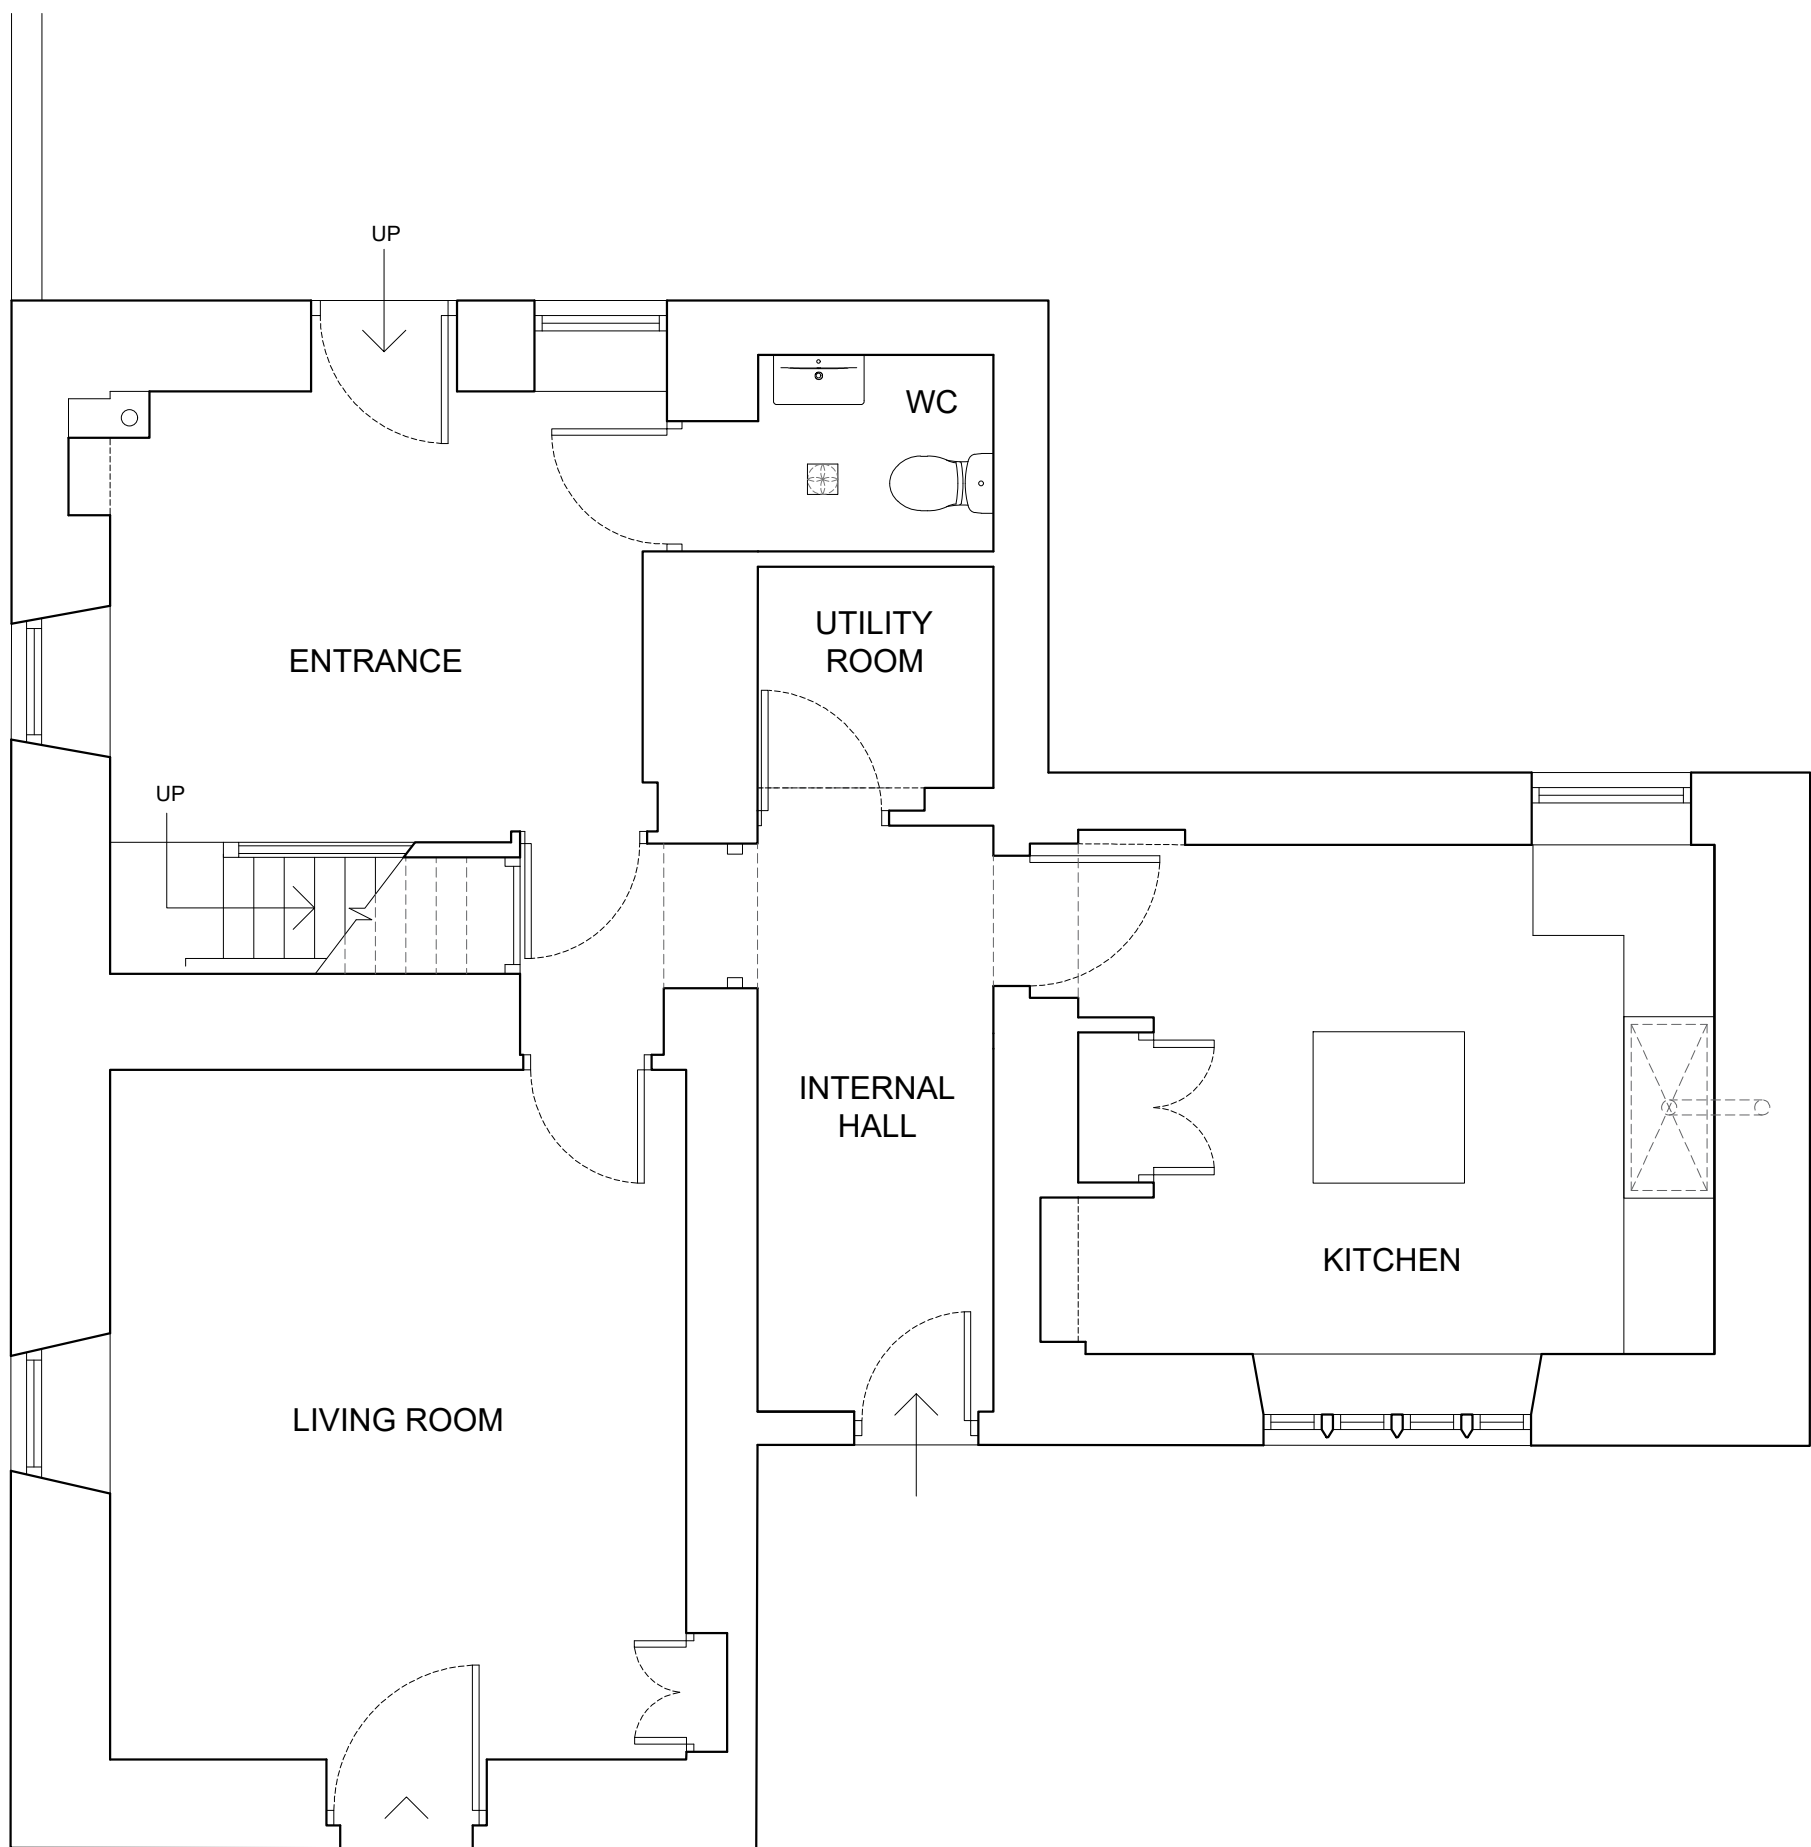 UP
WC
UTILITY
ROOM
ENTRANCE
UP
INTERNAL
HALL
KITCHEN
LIVING ROOM